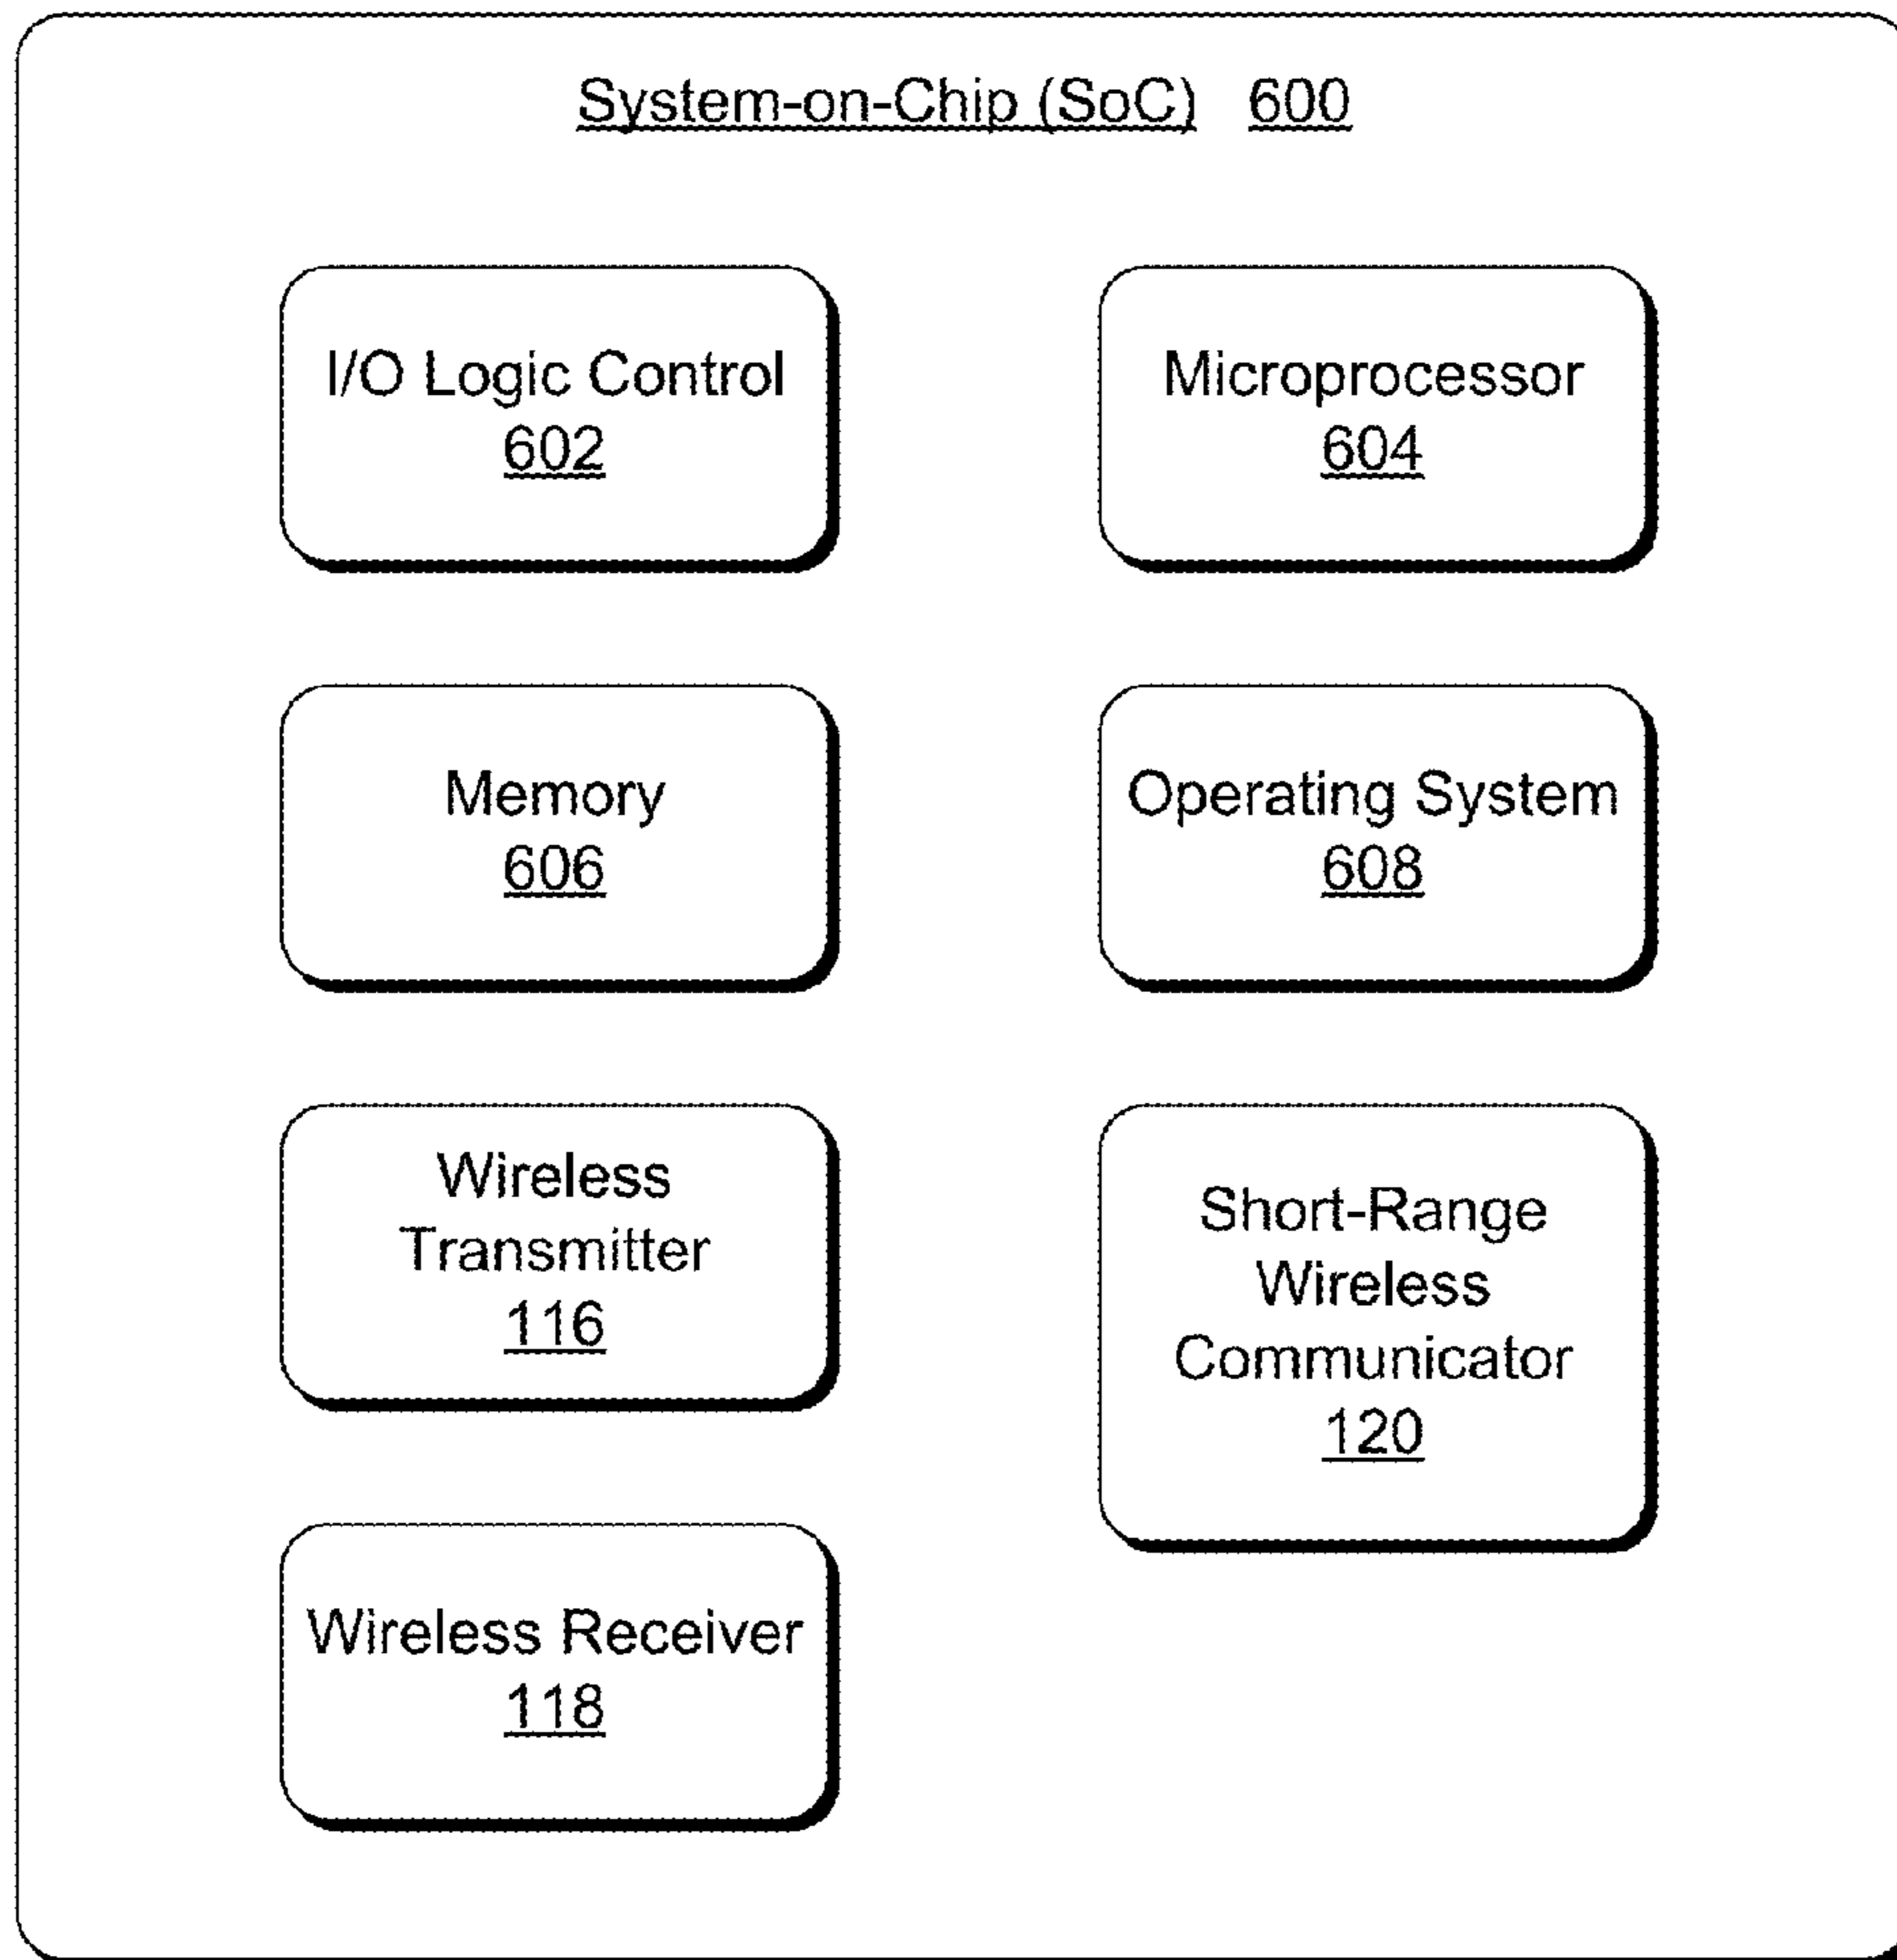 System-on-Chip (SoC) 600
I/O Logic Control
602
Microprocessor
604
Memory
606
Operating System
608
Wireless
Transmitter
116
Short-Range
Wireless
Communicator
120
Wireless Receiver
118